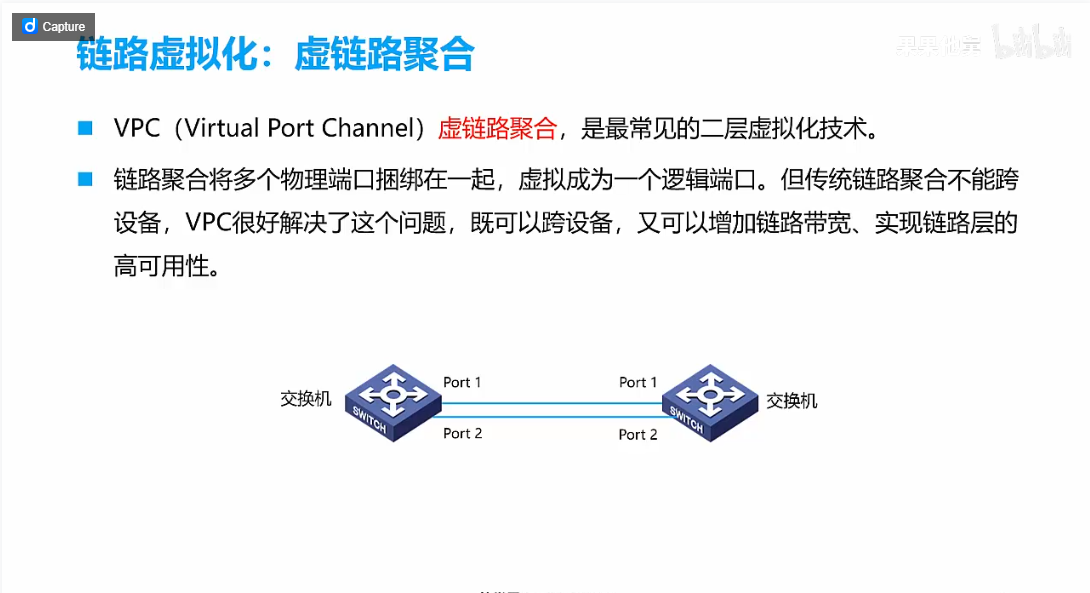 Capture
链路虚拟化：虚链路聚合
bilibili
VPC（Virtual Port Channel）虚链路聚合，是最常见的二层虚拟化技术。
链路聚合将多个物理端口捆绑在一起，虚拟成为一个逻辑端口。但传统链路聚合不能跨
设备，VPC很好解决了这个问题，既可以跨设备，又可以增加链路带宽、实现链路层的
高可用性。
交换机
SWITCH
Port 1
Port 2
Port 1
Port 2
SWITCH
交换机